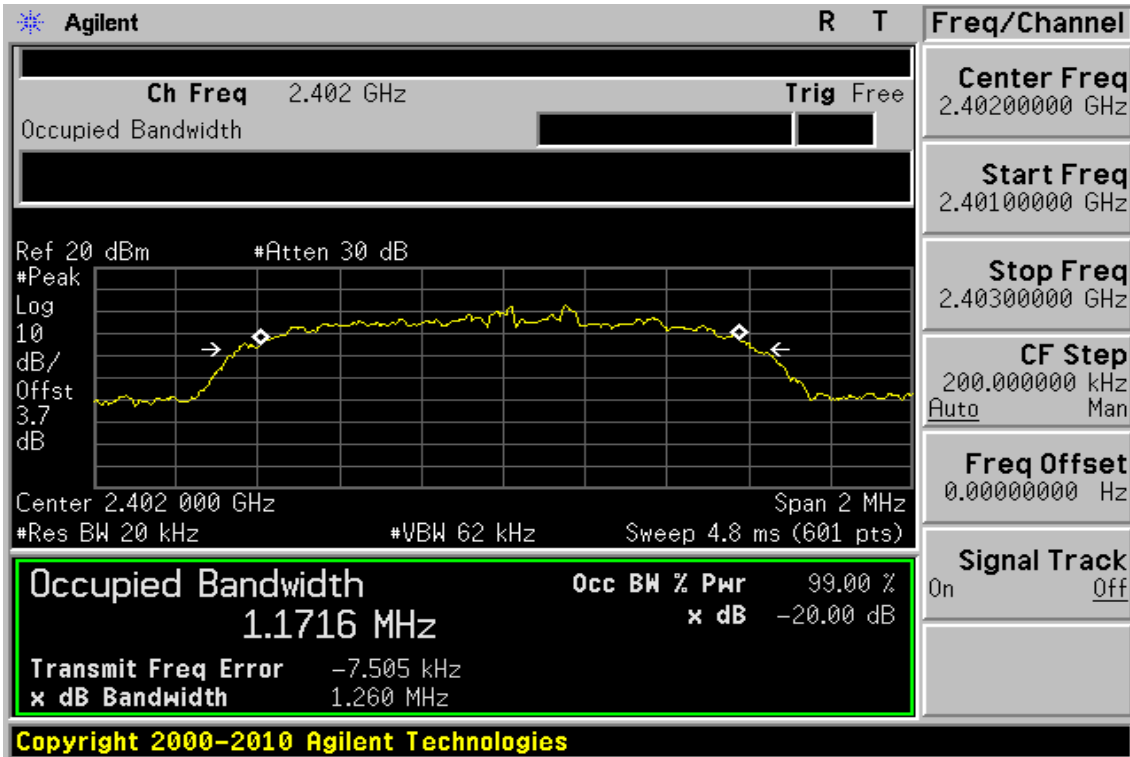 Agilent R T
Ch Freq 2.402 GHz Trig Free
Occupied Bandwidth
Ref 20 dBm #Atten 30 dB
#Peak
Log
10
dB/
Offst
3.7
dB
Center 2.402 000 GHz Span 2 MHz
#Res BW 20 kHz #VBW 62 kHz Sweep 4.8 ms (601 pts)
Occupied Bandwidth
1.1716 MHz
Occ BW % Pwr 99.00 %
x dB -20.00 dB
Transmit Freq Error -7.505 kHz
x dB Bandwidth 1.260 MHz
Copyright 2000-2010 Agilent Technologies
Freq/Channel
Center Freq
2.40200000 GHz
Start Freq
2.40100000 GHz
Stop Freq
2.40300000 GHz
CF Step
200.000000 kHz
Auto Man
Freq Offset
0.00000000 Hz
Signal Track
On Off